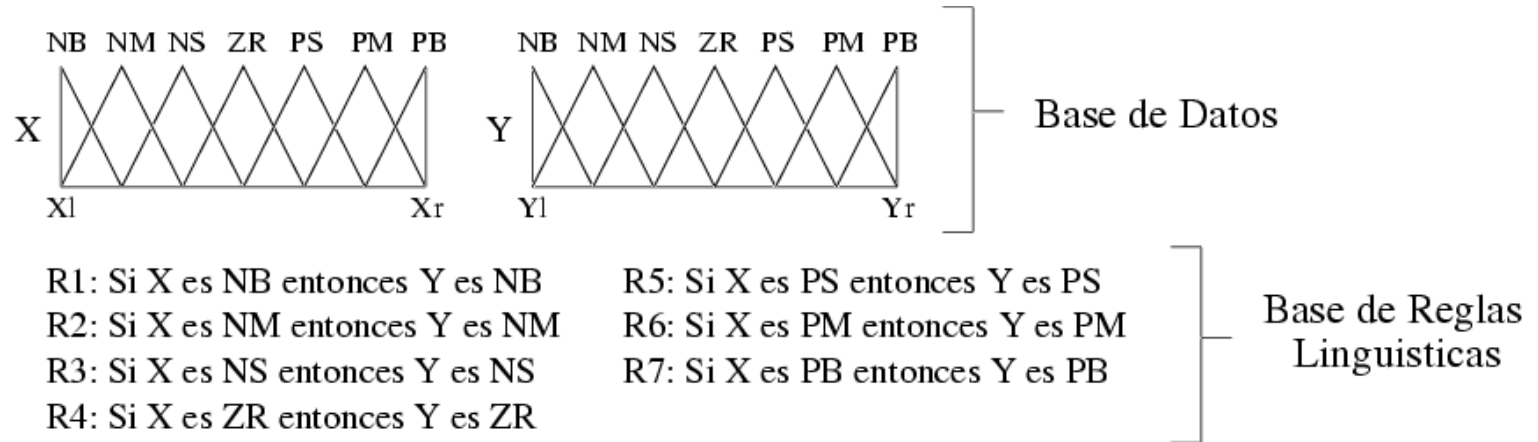 NB NM NS ZR PS PM PB
X
Xl Xr
NB NM NS ZR PS PM PB
Y
Yl Yr
Base de Datos
R1: Si X es NB entonces Y es NB
R2: Si X es NM entonces Y es NM
R3: Si X es NS entonces Y es NS
R4: Si X es ZR entonces Y es ZR
R5: Si X es PS entonces Y es PS
R6: Si X es PM entonces Y es PM
R7: Si X es PB entonces Y es PB
Base de Reglas
Linguisticas